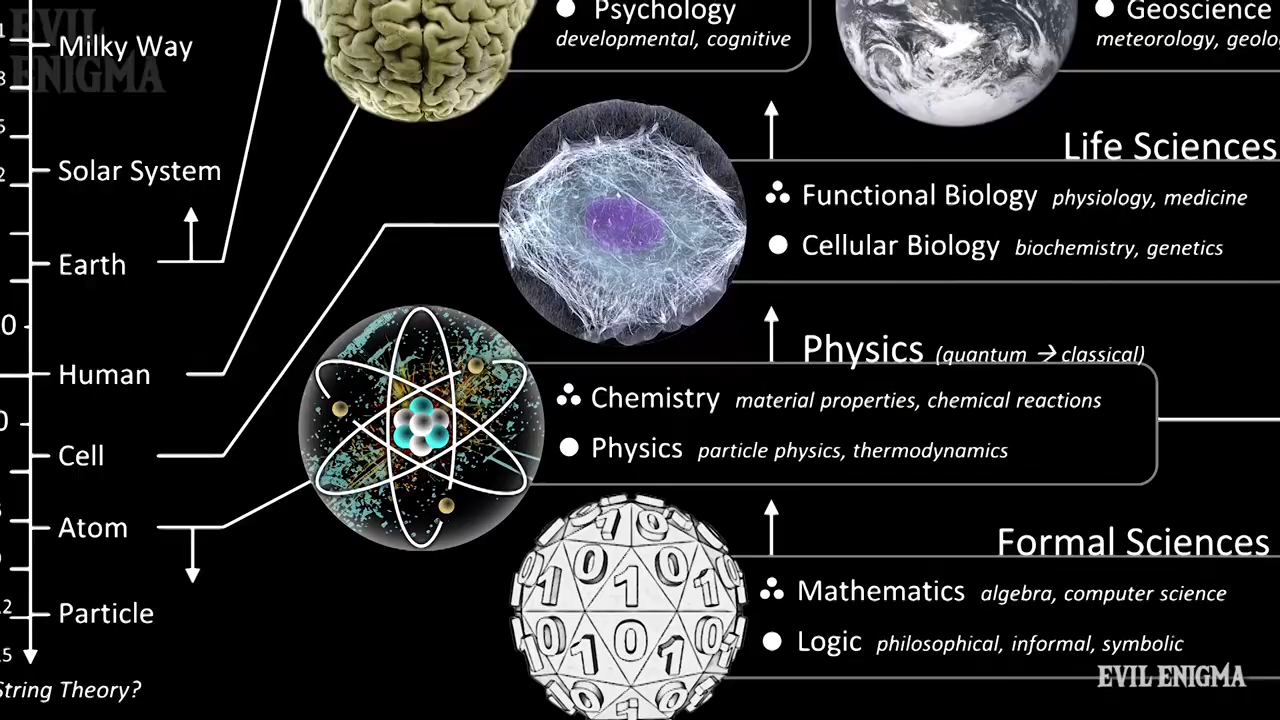 EVIL
ENIGMA
Milky Way
Solar System
Earth
Human
Cell
Atom
Particle
String Theory?
Psychology
developmental, cognitive
Geoscience
meteorology, geolo
Life Sciences
Functional Biology physiology, medicine
Cellular Biology biochemistry, genetics
Physics (quantum → classical)
Chemistry material properties, chemical reactions
Physics particle physics, thermodynamics
Formal Sciences
Mathematics algebra, computer science
Logic philosophical, informal, symbolic
EVIL ENIGMA